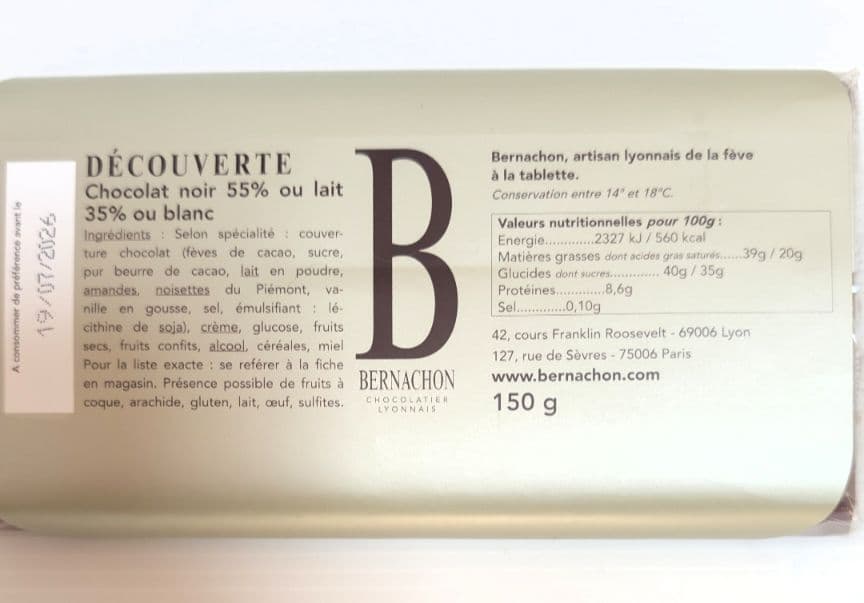 A consommer de préférence avant le
19/07/2026
DÉCOUVERTE
Chocolat noir 55% ou lait
35% ou blanc
Ingrédients : Selon spécialité : couver-
ture chocolat (fèves de cacao, sucre,
pur beurre de cacao, lait en poudre,
amandes, noisettes du Piémont, va-
nille en gousse, sel, émulsifiant : lé-
cithine de soja), crème, glucose, fruits
secs, fruits confits, alcool, céréales, miel
Pour la liste exacte : se referer à la fiche
en magasin. Présence possible de fruits à
coque, arachide, gluten, lait, œuf, sulfites.
B
BERNACHON
CHOCOLATIER
LYONNAIS
Bernachon, artisan lyonnais de la fève
à la tablette.
Conservation entre 14° et 18°C.
Valeurs nutritionnelles pour 100g :
Energie.............2327 kJ / 560 kcal
Matières grasses dont acides gras saturés......39g / 20g
Glucides dont sucres.............. 40g / 35g
Protéines.............8,6g
Sel.............0,10g
42, cours Franklin Roosevelt - 69006 Lyon
127, rue de Sèvres - 75006 Paris
www.bernachon.com
150 g